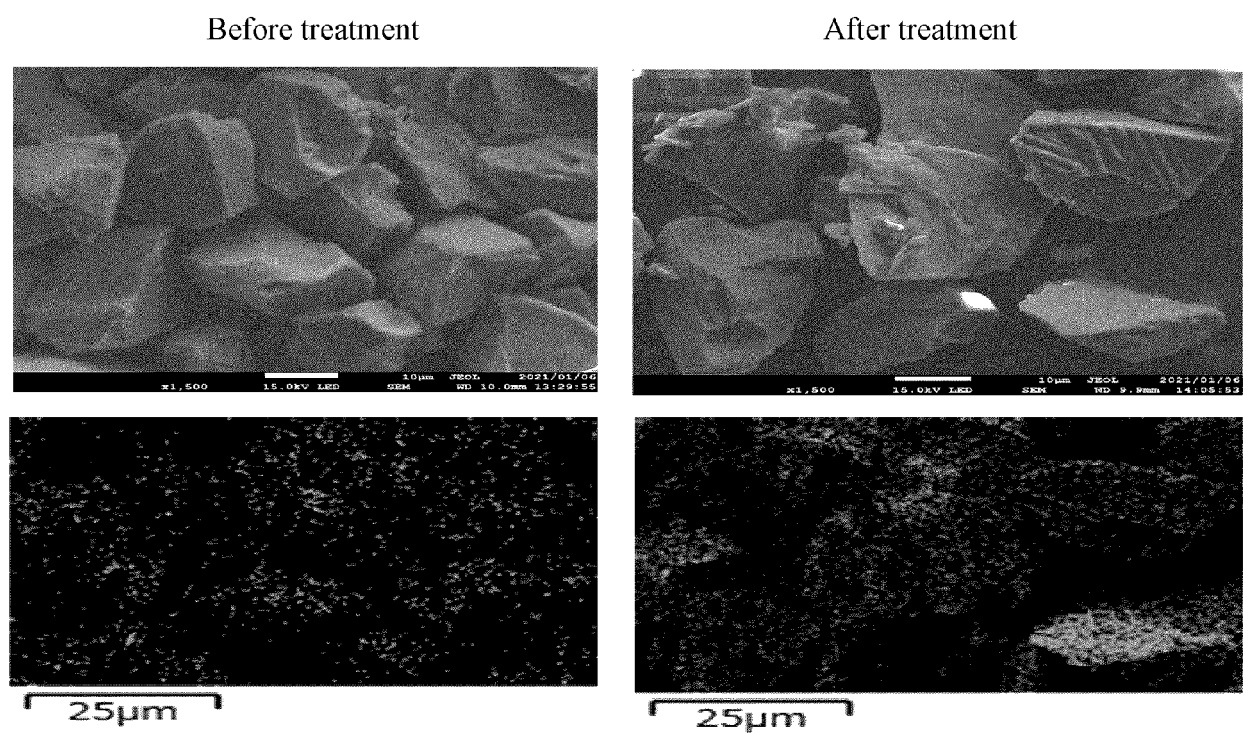 Before treatment
After treatment
10µm JEOL 2021/01/06
x1,500 15.0kV LED SEM WD 10.0mm 13:29:55
10µm JEOL 2021/01/06
x1,500 15.0kV LED SEM WD 9.9mm 14:05:53
25µm
25µm